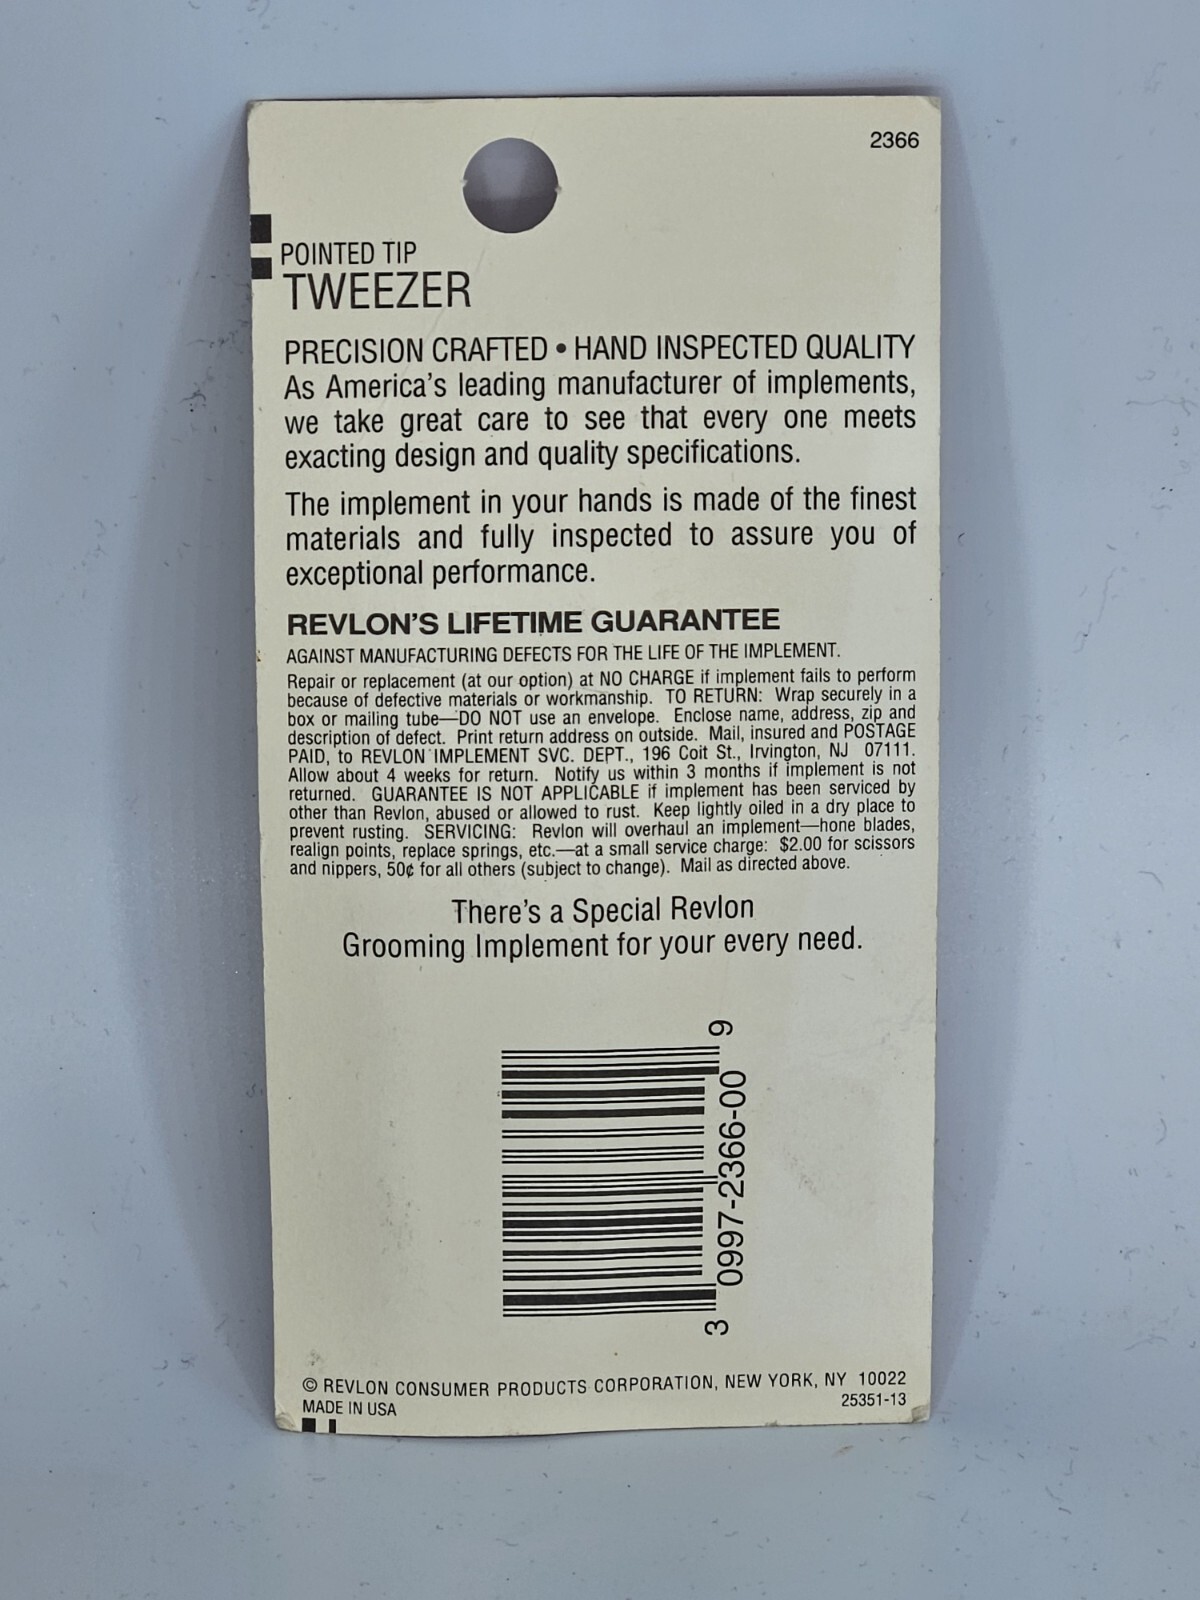 2366
POINTED TIP
TWEEZER
PRECISION CRAFTED • HAND INSPECTED QUALITY
As America's leading manufacturer of implements,
we take great care to see that every one meets
exacting design and quality specifications.
The implement in your hands is made of the finest
materials and fully inspected to assure you of
exceptional performance.
REVLON'S LIFETIME GUARANTEE
AGAINST MANUFACTURING DEFECTS FOR THE LIFE OF THE IMPLEMENT.
Repair or replacement (at our option) at NO CHARGE if implement fails to perform
because of defective materials or workmanship. TO RETURN: Wrap securely in a
box or mailing tube—DO NOT use an envelope. Enclose name, address, zip and
description of defect. Print return address on outside. Mail, insured and POSTAGE
PAID, to REVLON IMPLEMENT SVC. DEPT., 196 Coit St., Irvington, NJ 07111.
Allow about 4 weeks for return. Notify us within 3 months if implement is not
returned. GUARANTEE IS NOT APPLICABLE if implement has been serviced by
other than Revlon, abused or allowed to rust. Keep lightly oiled in a dry place to
prevent rusting. SERVICING: Revlon will overhaul an implement—hone blades,
realign points, replace springs, etc.—at a small service charge: $2.00 for scissors
and nippers, 50¢ for all others (subject to change). Mail as directed above.
There's a Special Revlon
Grooming Implement for your every need.
3 0997-2366-00 9
© REVLON CONSUMER PRODUCTS CORPORATION, NEW YORK, NY 10022
MADE IN USA 25351-13